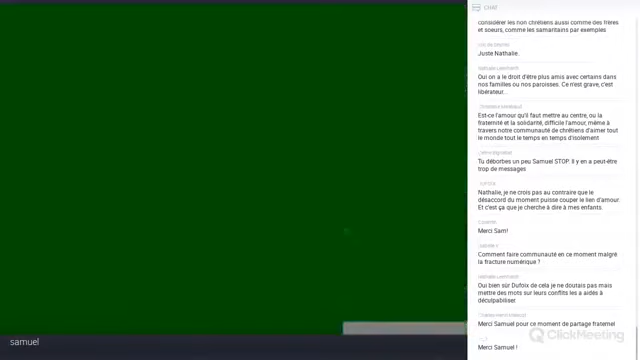 CHAT
considérer les non chrétiens aussi comme des frères
et soeurs, comme les samaritains par exemples
Juste Nathalie.
Oui on a le droit d'être plus amis avec certains dans
nos familles ou nos paroisses. Ce n'est grave, c'est
libérateur...
Est-ce l'amour qu'il faut mettre au centre, ou la
fraternité et la solidarité, difficile l'amour, même à
travers notre communauté de chrétiens d'aimer tout
le monde tout le temps en temps d'isolement
Tu débortes un peu Samuel STOP. Il y en a peut-être
trop de messages
Nathalie, je ne crois pas au contraire que le
désaccord du moment puisse couper le lien d'amour.
Et c'est ça que je cherche à dire à mes enfants.
Merci Sam!
Comment faire communauté en ce moment malgré
la fracture numérique ?
Oui bien sûr Dufoix de cela je ne doutais pas mais
mettre des mots sur leurs conflits les a aidés à
déculpabiliser.
Merci Samuel pour ce moment de partage fraternel
ClickMeeting
Merci Samuel !
samuel